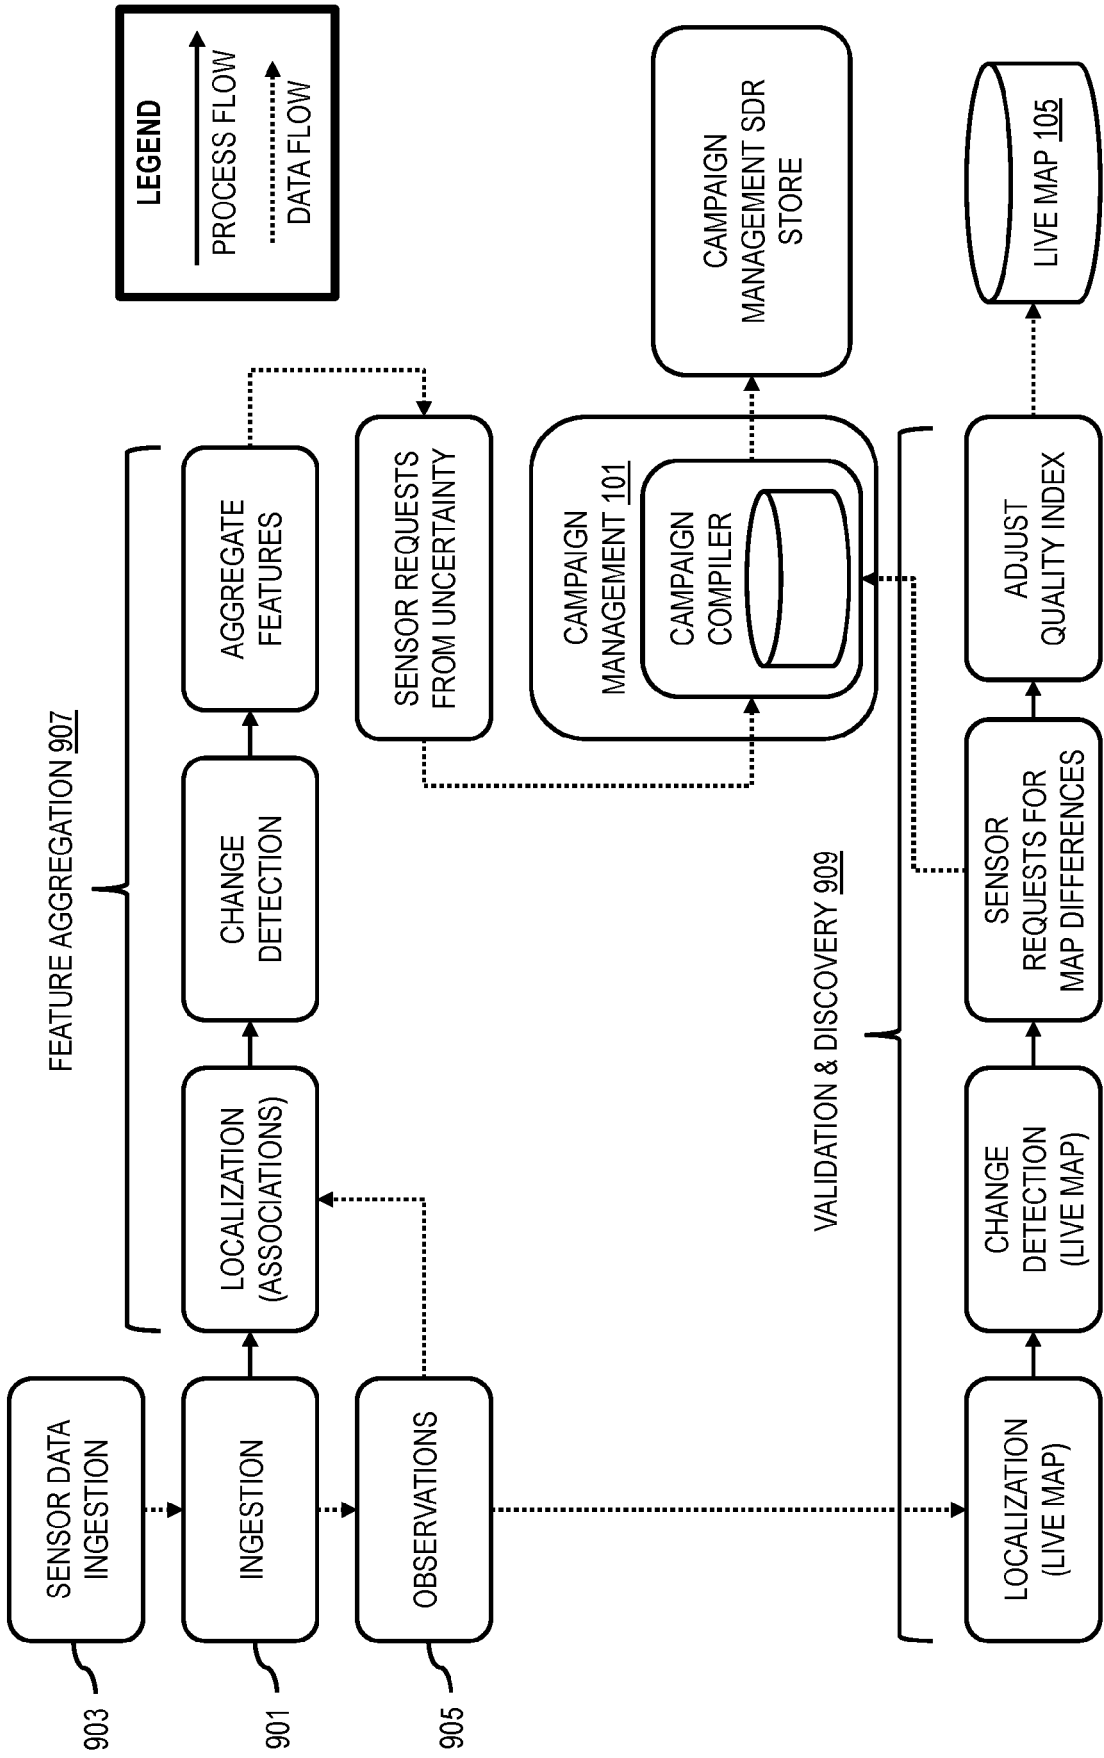 LEGEND
PROCESS FLOW
DATA FLOW
FEATURE AGGREGATION 907
903
SENSOR DATA
INGESTION
901
INGESTION
LOCALIZATION
(ASSOCIATIONS)
CHANGE
DETECTION
AGGREGATE
FEATURES
905
OBSERVATIONS
SENSOR REQUESTS
FROM UNCERTAINTY
CAMPAIGN
MANAGEMENT 101
CAMPAIGN
COMPILER
CAMPAIGN
MANAGEMENT SDR
STORE
VALIDATION & DISCOVERY 909
LOCALIZATION
(LIVE MAP)
CHANGE
DETECTION
(LIVE MAP)
SENSOR
REQUESTS FOR
MAP DIFFERENCES
ADJUST
QUALITY INDEX
LIVE MAP 105